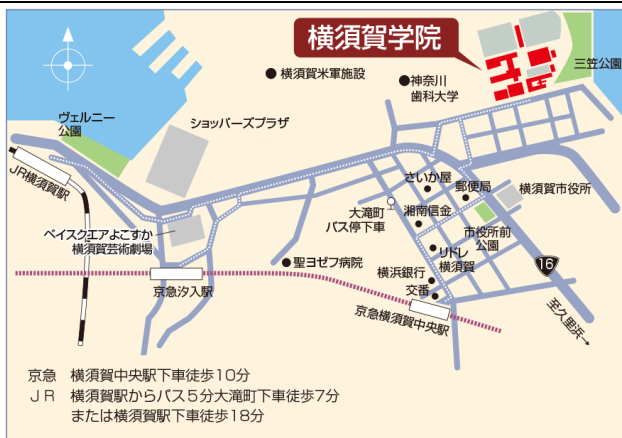 横須賀学院
三笠公園
横須賀米軍施設
神奈川
歯科大学
ヴェルニー
公園
ショッパーズプラザ
さいか屋
郵便局
横須賀市役所
JR横須賀駅
大滝町
バス停下車
湘南信金
市役所前
公園
ベイスクエアよこすか
横須賀芸術劇場
リドレ
横須賀
聖ヨゼフ病院
横浜銀行
16
京急汐入駅
交番
京急横須賀中央駅
至久里浜→
京急 横須賀中央駅下車徒歩10分
JR 横須賀駅からバス5分大滝町下車徒歩7分
または横須賀駅下車徒歩18分